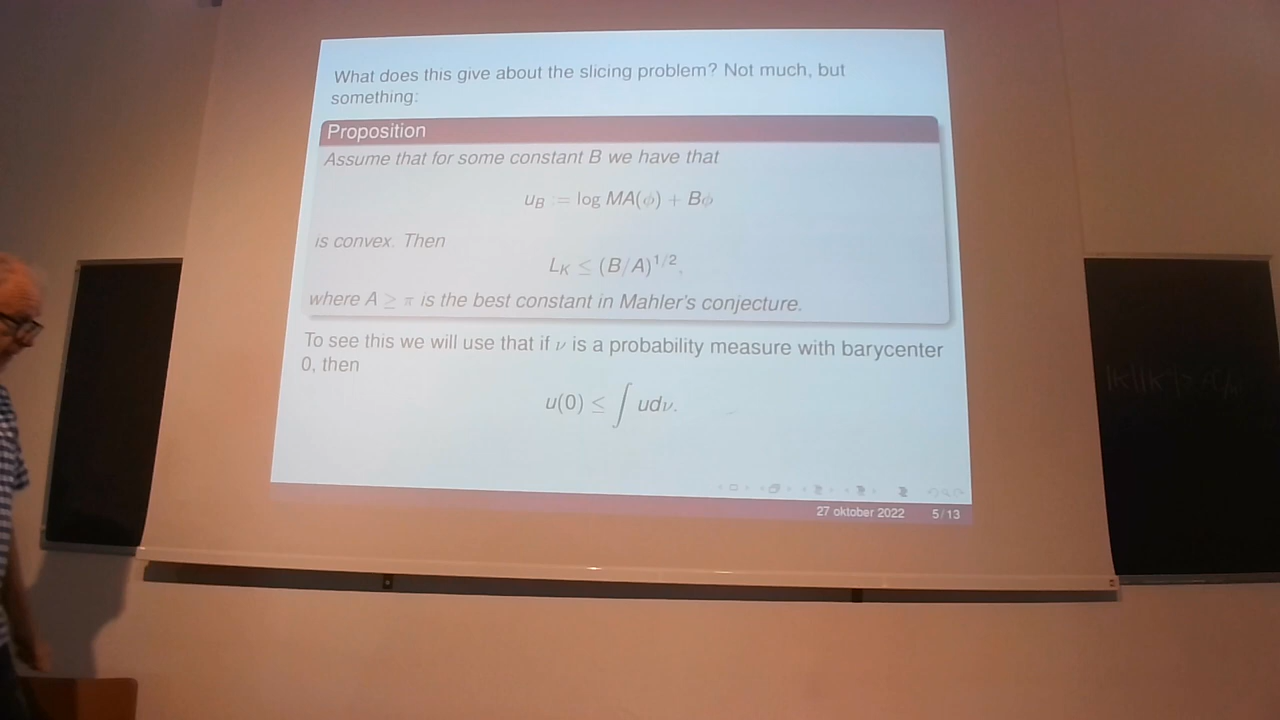 What does this give about the slicing problem? Not much, but
something:
Proposition
Assume that for some constant B we have that
u_B := log MA(ϕ) + Bϕ
is convex. Then
L_K ≤ (B/A)^{1/2},
where A ≥ π is the best constant in Mahler's conjecture.
To see this we will use that if ν is a probability measure with barycenter
0, then
u(0) ≤ ∫ udν.
27 oktober 2022 5/13